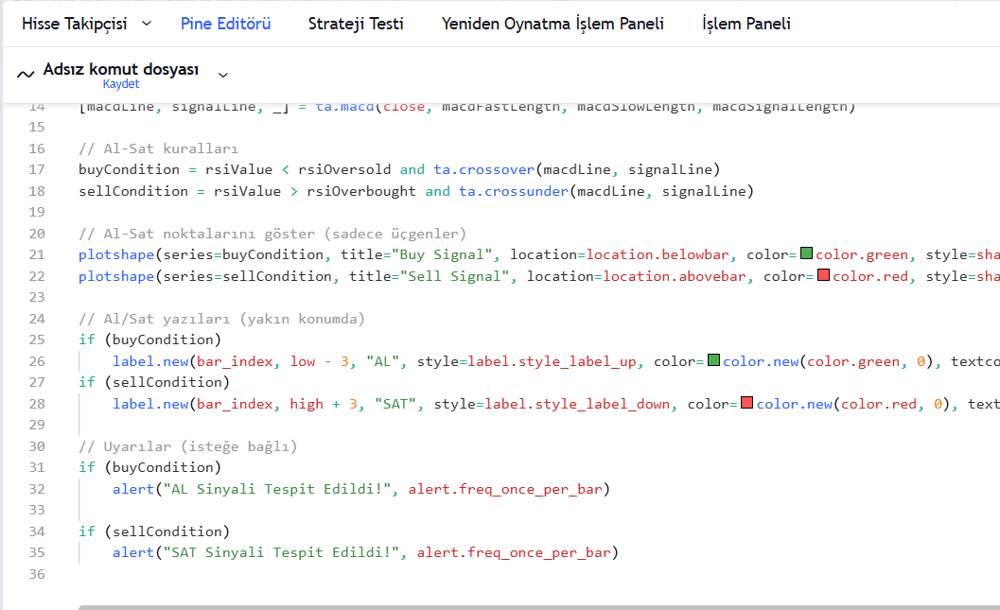 Hisse Takipçisi Pine Editörü Strateji Testi Yeniden Oynatma İşlem Paneli İşlem Paneli
Adsız komut dosyası
Kaydet
14 [macdLine, signalLine, _] = ta.macd(close, macdFastLength, macdSlowLength, macdSignalLength)
15
16 // Al-Sat kuralları
17 buyCondition = rsiValue < rsiOversold and ta.crossover(macdLine, signalLine)
18 sellCondition = rsiValue > rsiOverbought and ta.crossunder(macdLine, signalLine)
19
20 // Al-Sat noktalarını göster (sadece üçgenler)
21 plotshape(series=buyCondition, title="Buy Signal", location=location.belowbar, color=color.green, style=sha
22 plotshape(series=sellCondition, title="Sell Signal", location=location.abovebar, color=color.red, style=sha
23
24 // Al/Sat yazıları (yakın konumda)
25 if (buyCondition)
26 label.new(bar_index, low - 3, "AL", style=label.style_label_up, color=color.new(color.green, 0), textco
27 if (sellCondition)
28 label.new(bar_index, high + 3, "SAT", style=label.style_label_down, color=color.new(color.red, 0), text
29
30 // Uyarılar (isteğe bağlı)
31 if (buyCondition)
32 alert("AL Sinyali Tespit Edildi!", alert.freq_once_per_bar)
33
34 if (sellCondition)
35 alert("SAT Sinyali Tespit Edildi!", alert.freq_once_per_bar)
36